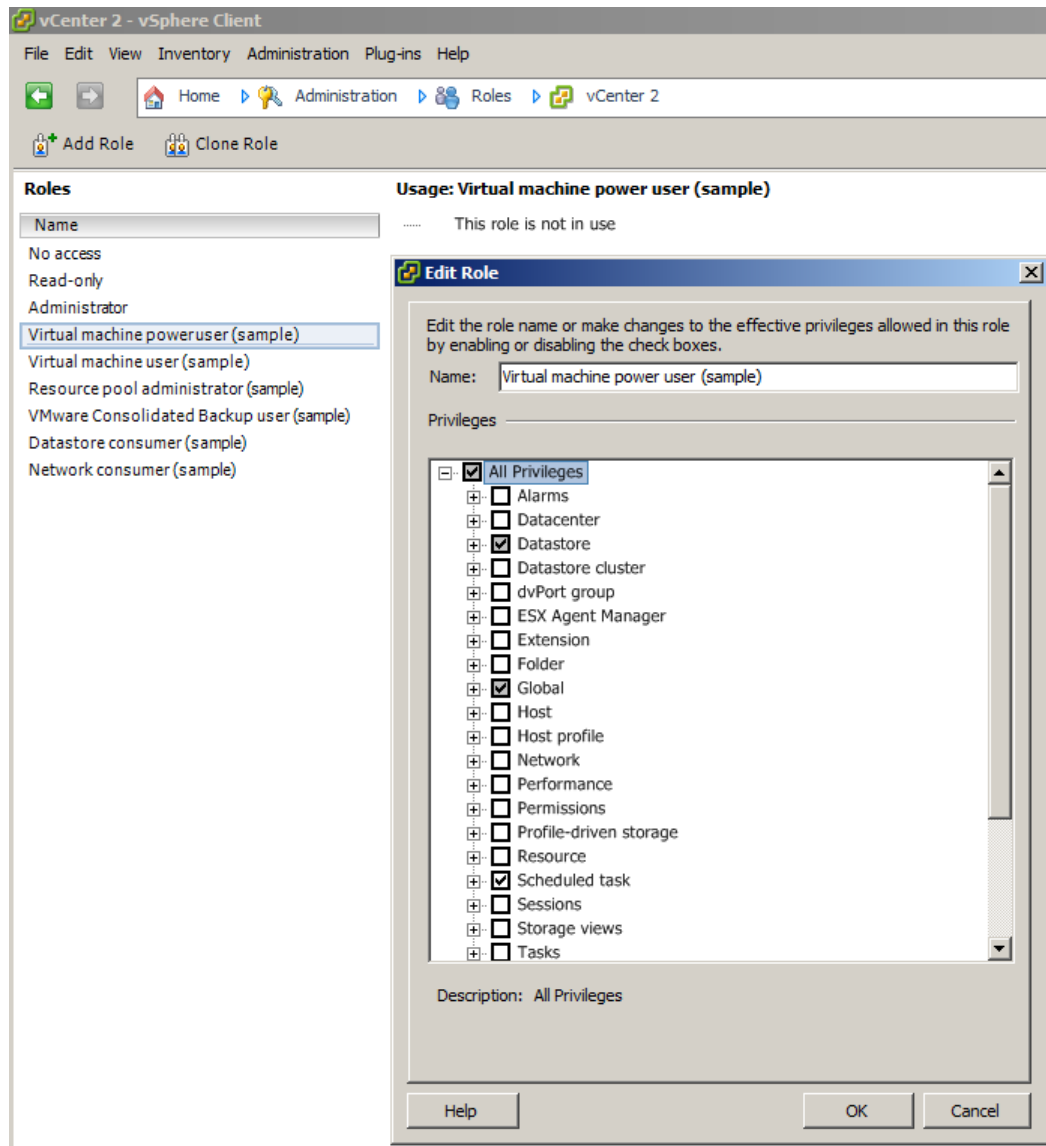 vCenter 2 - vSphere Client
File Edit View Inventory Administration Plug-ins Help
Home Administration Roles vCenter 2
Add Role Clone Role
Roles
Name
No access
Read-only
Administrator
Virtual machine poweruser (sample)
Virtual machine user (sample)
Resource pool administrator (sample)
VMware Consolidated Backup user (sample)
Datastore consumer (sample)
Network consumer (sample)
Usage: Virtual machine power user (sample)
This role is not in use
Edit Role
Edit the role name or make changes to the effective privileges allowed in this role
by enabling or disabling the check boxes.
Name: Virtual machine power user (sample)
Privileges
All Privileges
Alarms
Datacenter
Datastore
Datastore cluster
dvPort group
ESX Agent Manager
Extension
Folder
Global
Host
Host profile
Network
Performance
Permissions
Profile-driven storage
Resource
Scheduled task
Sessions
Storage views
Tasks
Description: All Privileges
Help OK Cancel